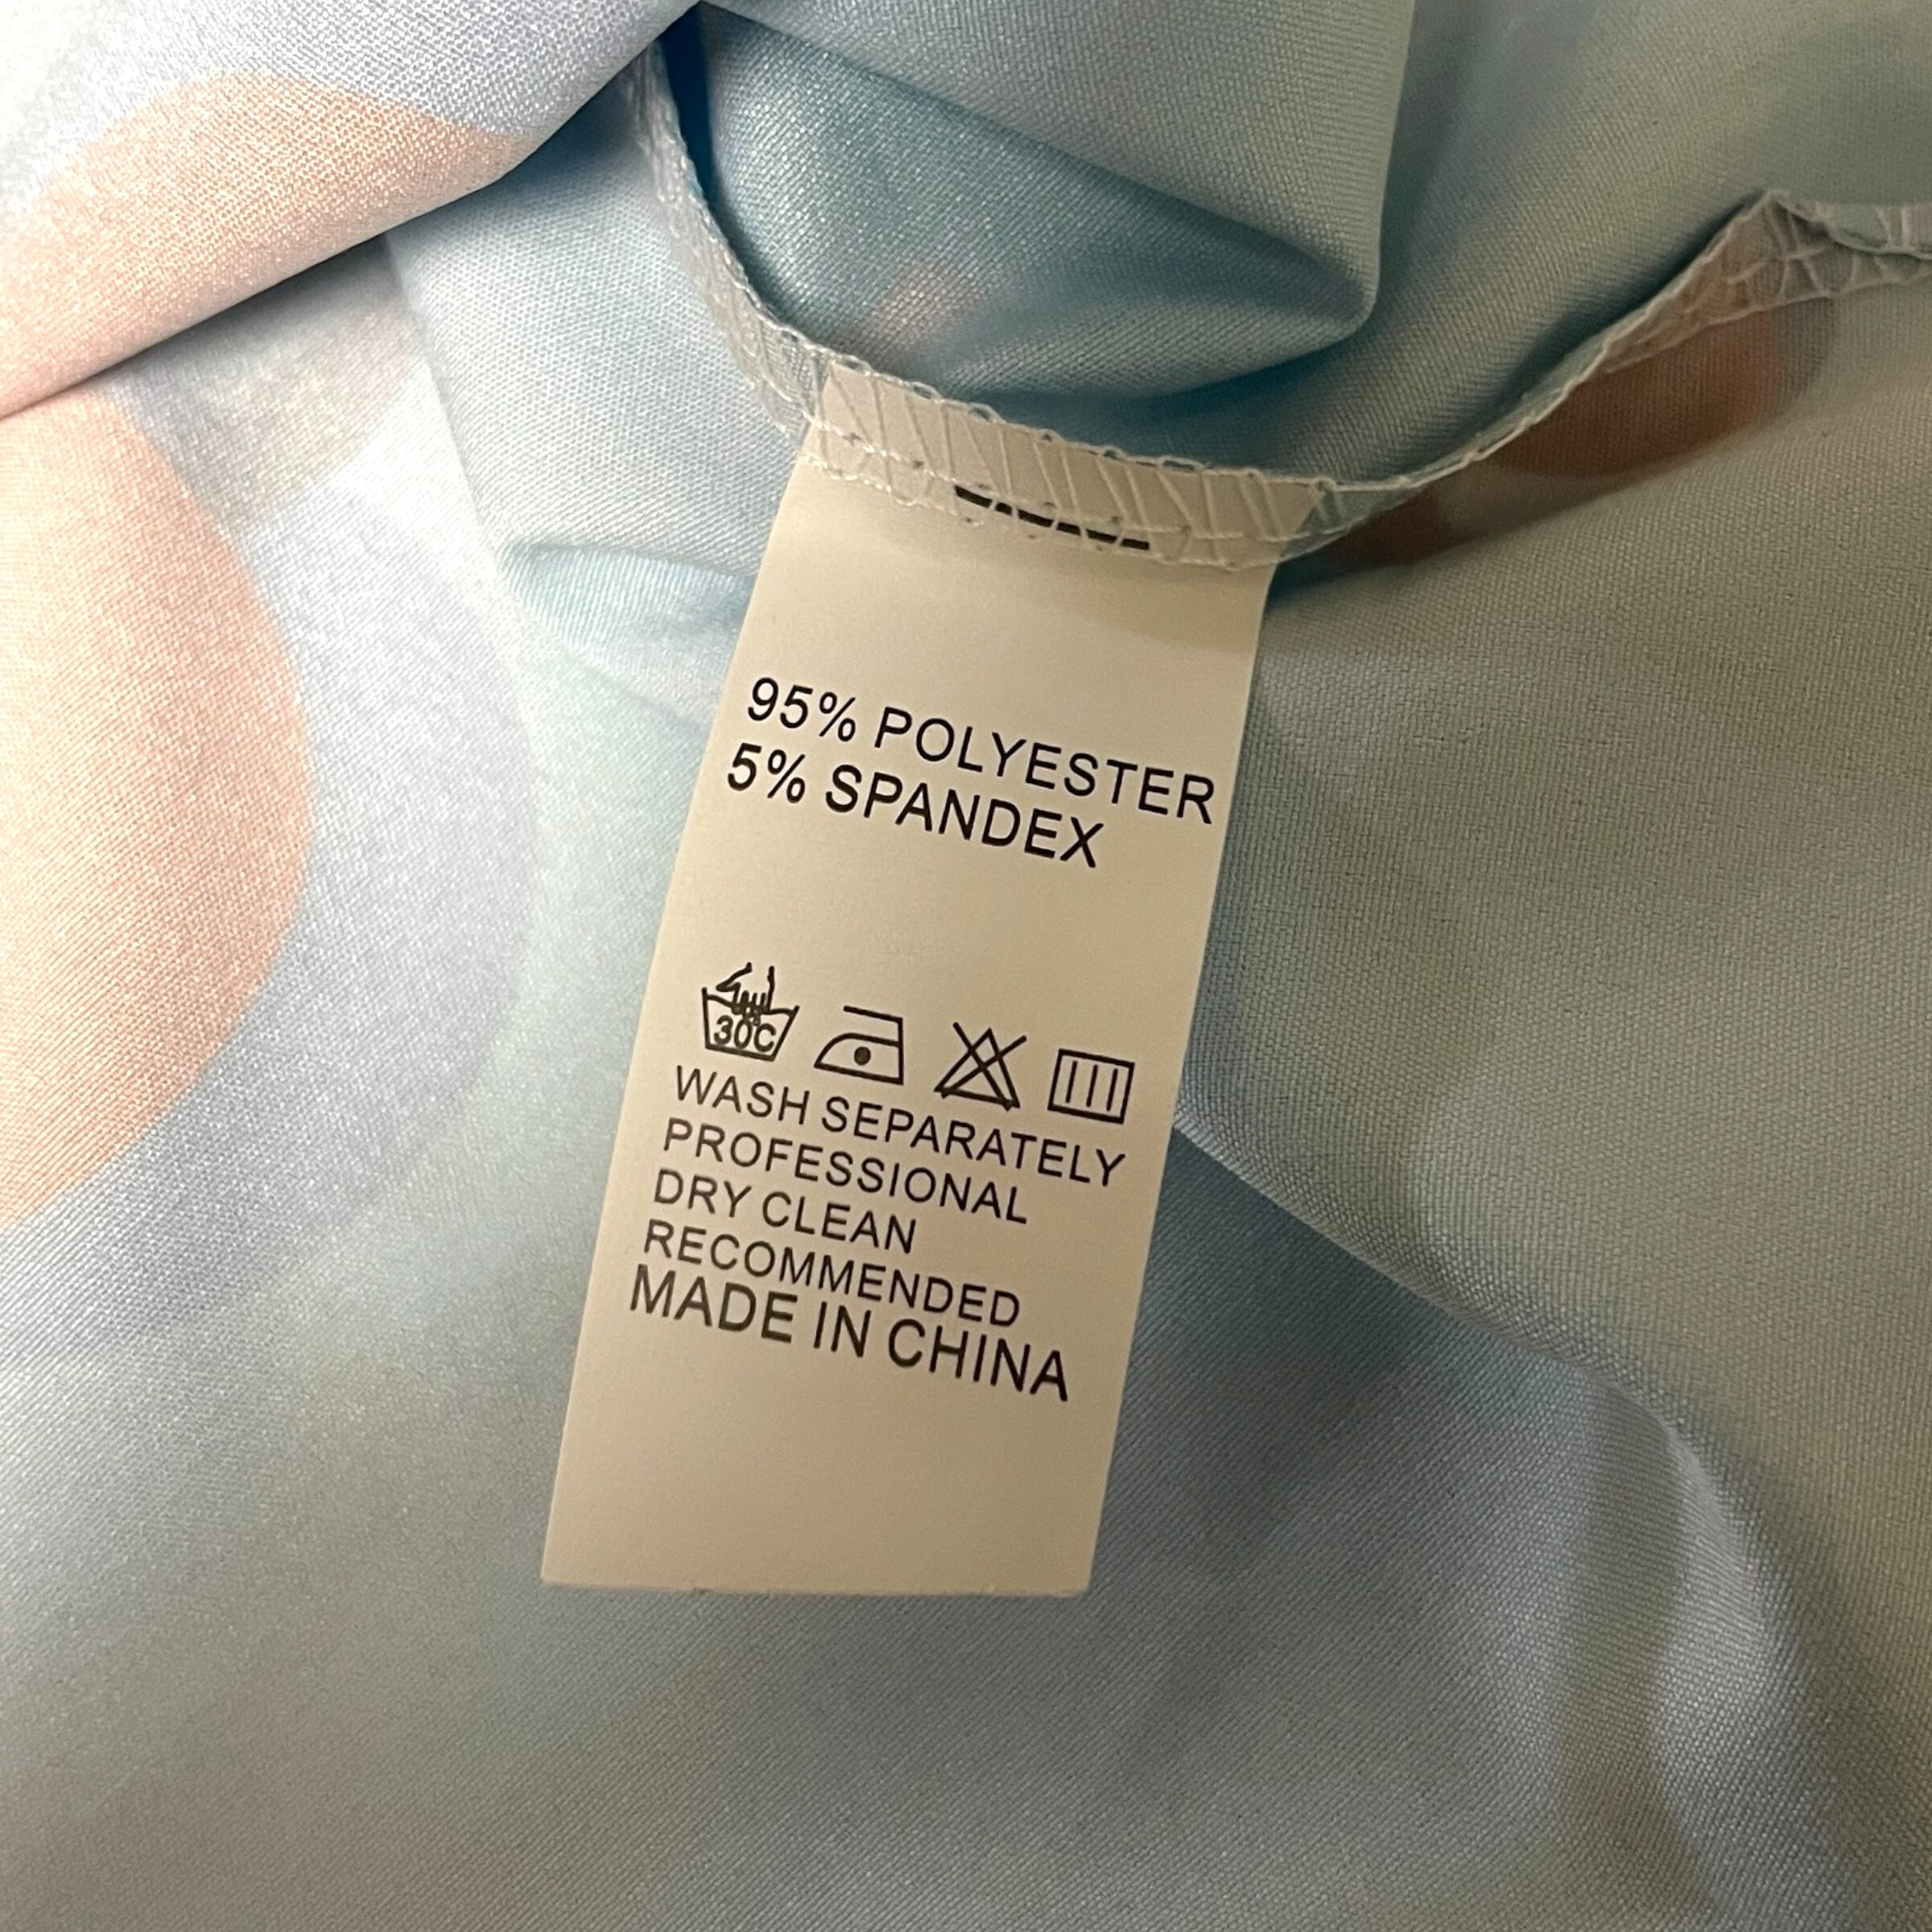 95% POLYESTER
5% SPANDEX
30C
WASH SEPARATELY
PROFESSIONAL
DRY CLEAN
RECOMMENDED
MADE IN CHINA